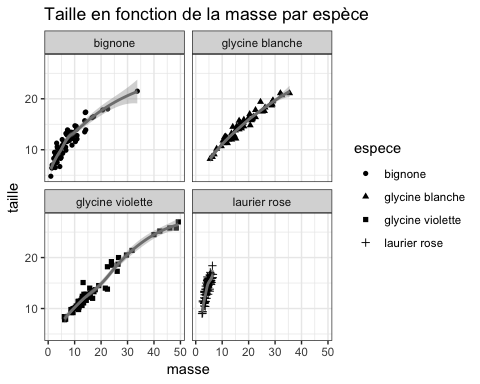 Taille en fonction de la masse par espèce
bignone
glycine blanche
20
10
glycine violette
laurier rose
20
10
0 10 20 30 40 50
0 10 20 30 40 50
taille
masse
espece
bignone
glycine blanche
glycine violette
laurier rose